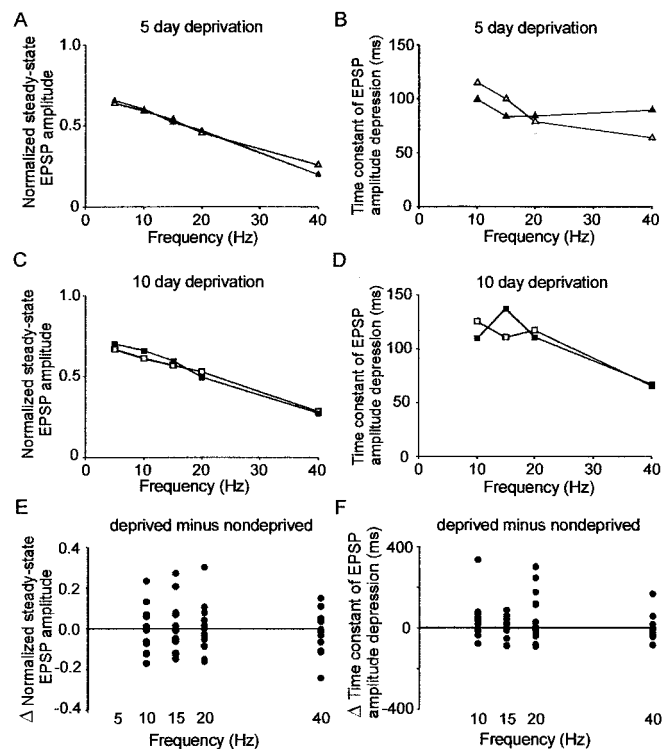 A
5 day deprivation
Normalized steady-state
EPSP amplitude
1.0
0.5
0
0 10 20 30 40
Frequency (Hz)
B
5 day deprivation
Time constant of EPSP
amplitude depression (ms)
150
100
50
0
0 10 20 30 40
Frequency (Hz)
C
10 day deprivation
Normalized steady-state
EPSP amplitude
1.0
0.5
0
0 10 20 30 40
Frequency (Hz)
D
10 day deprivation
Time constant of EPSP
amplitude depression (ms)
150
100
50
0
0 10 20 30 40
Frequency (Hz)
E
deprived minus nondeprived
Δ Normalized steady-state
EPSP amplitude
0.4
0.2
0.0
-0.2
-0.4
5 10 15 20 40
Frequency (Hz)
F
deprived minus nondeprived
Δ Time constant of EPSP
amplitude depression (ms)
400
0
-400
10 15 20 40
Frequency (Hz)